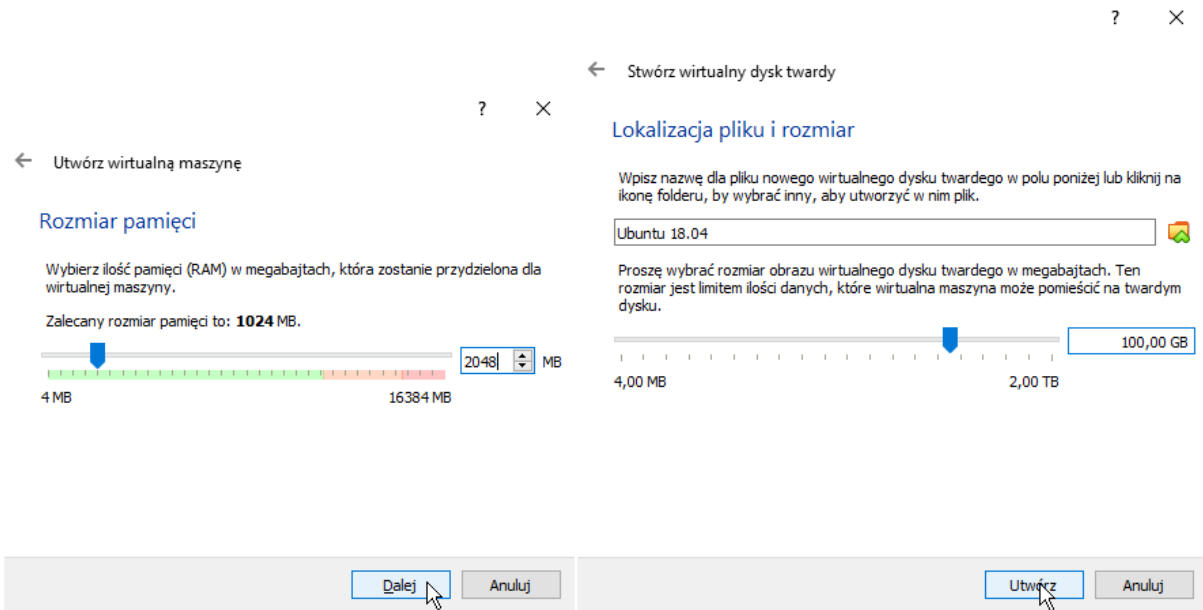 ?
Utwórz wirtualną maszynę
Rozmiar pamięci
Wybierz ilość pamięci (RAM) w megabajtach, która zostanie przydzielona dla
wirtualnej maszyny.
Zalecany rozmiar pamięci to: 1024 MB.
2048 MB
4 MB 16384 MB
Dalej Anuluj
?
Stwórz wirtualny dysk twardy
Lokalizacja pliku i rozmiar
Wpisz nazwę dla pliku nowego wirtualnego dysku twardego w polu poniżej lub kliknij na
ikonę folderu, by wybrać inny, aby utworzyć w nim plik.
Ubuntu 18.04
Proszę wybrać rozmiar obrazu wirtualnego dysku twardego w megabajtach. Ten
rozmiar jest limitem ilości danych, które wirtualna maszyna może pomieścić na twardym
dysku.
100,00 GB
4,00 MB 2,00 TB
Utwórz Anuluj